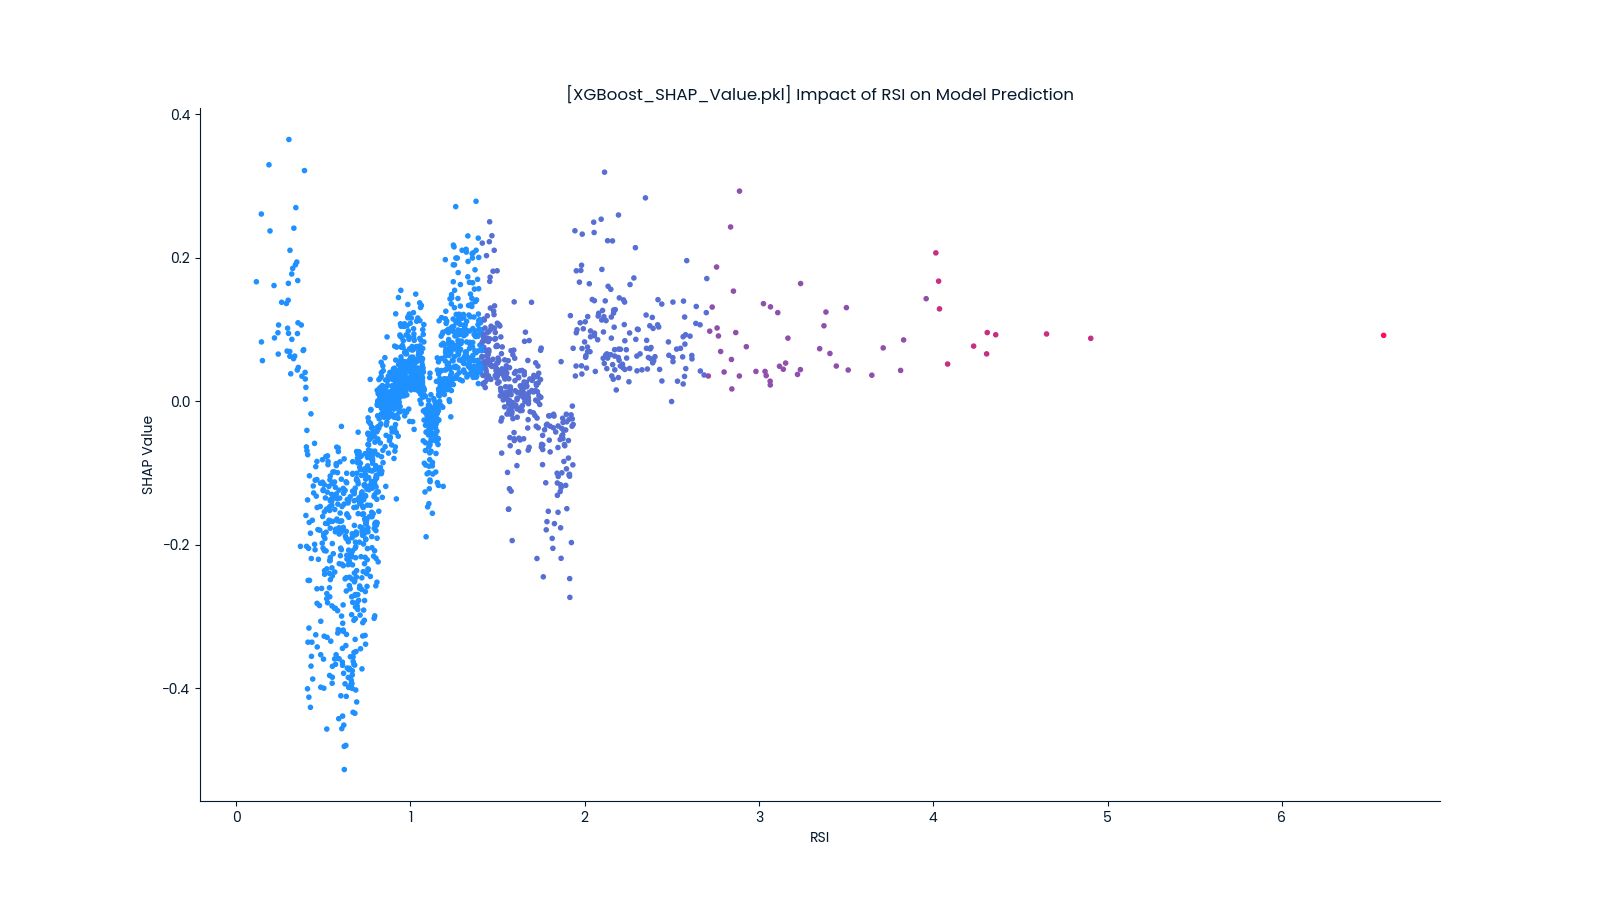 [XGBoost_SHAP_Value.pkl] Impact of RSI on Model Prediction
0.4
0.2
0.0
−0.2
−0.4
SHAP Value
0 1 2 3 4 5 6
RSI